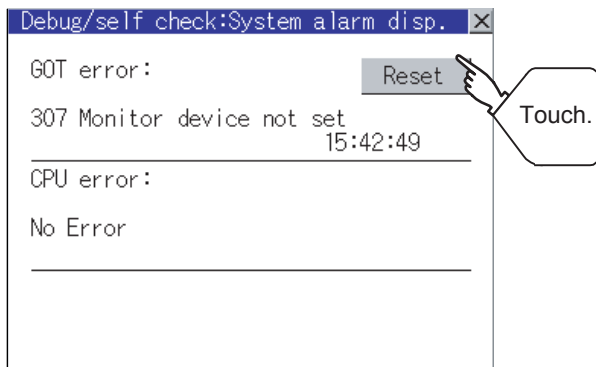 Debug/self check:System alarm disp. ×
GOT error:
Reset
Touch.
307 Monitor device not set
15:42:49
CPU error:
No Error